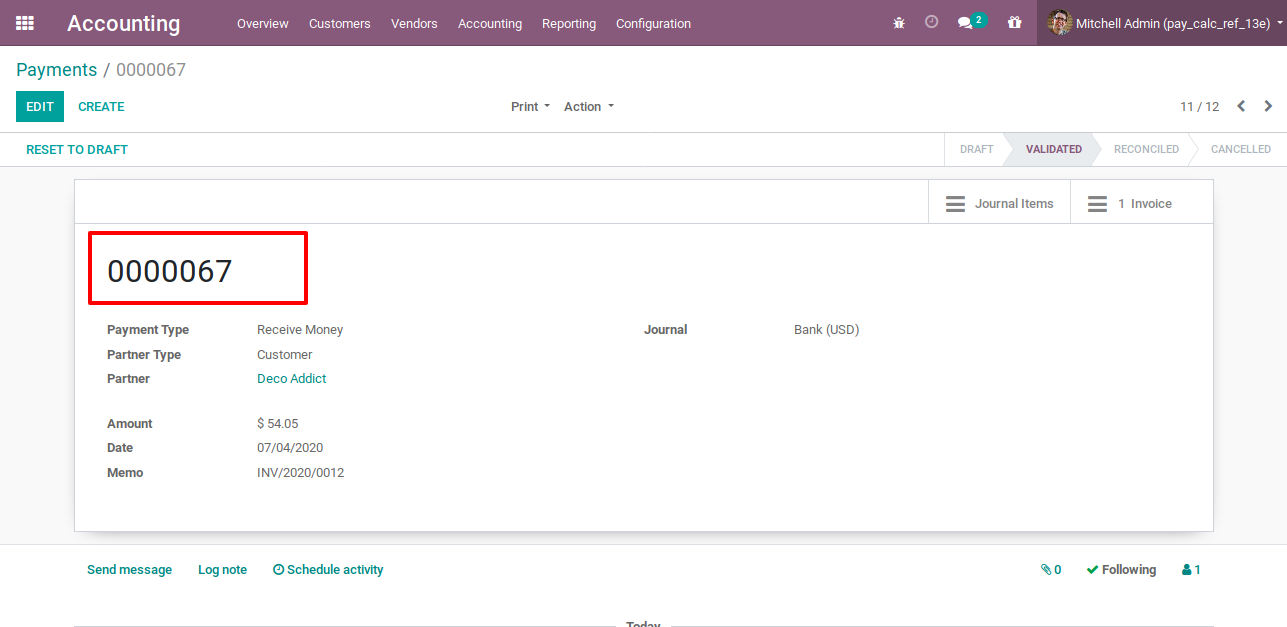 Accounting Overview Customers Vendors Accounting Reporting Configuration 2 Mitchell Admin (pay_calc_ref_13e)
Payments / 0000067
EDIT CREATE Print Action 11 / 12
RESET TO DRAFT DRAFT VALIDATED RECONCILED CANCELLED
Journal Items 1 Invoice
0000067
Payment Type Receive Money Journal Bank (USD)
Partner Type Customer
Partner Deco Addict
Amount $ 54.05
Date 07/04/2020
Memo INV/2020/0012
Send message Log note Schedule activity 0 Following 1
Today